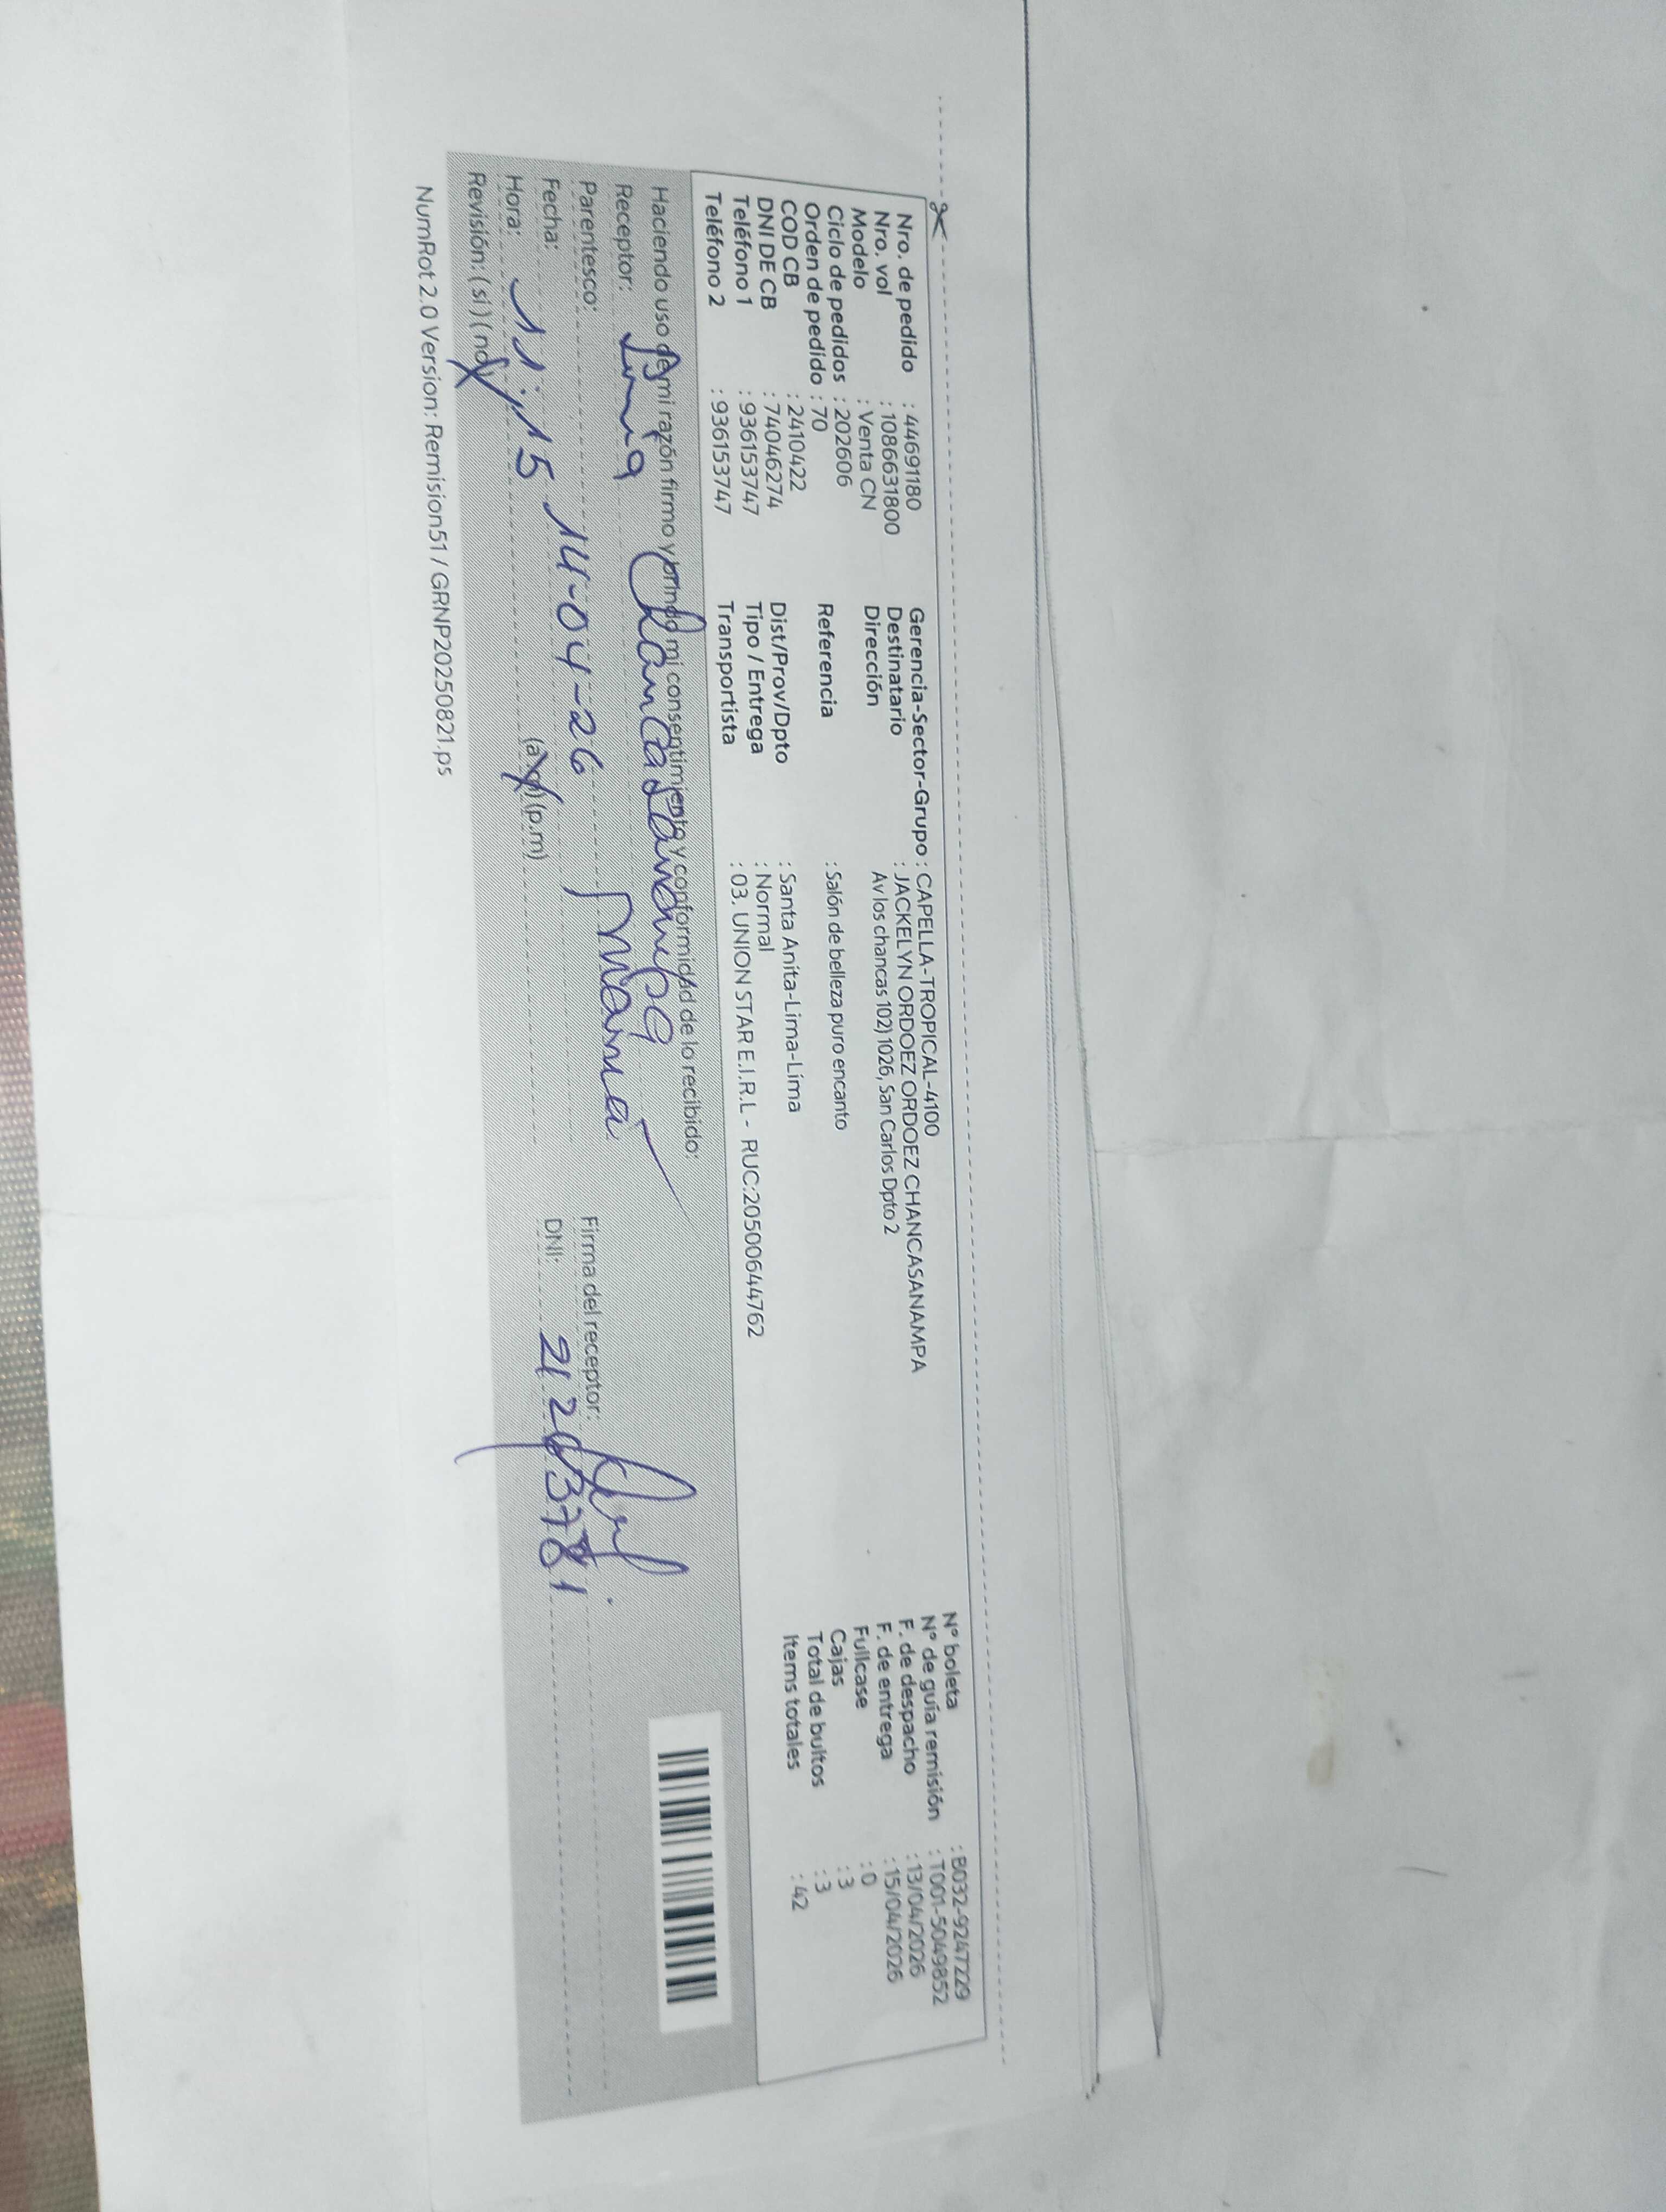 Nro. de pedido : 44691180
Nro. vol : 1086631800
Modelo : Venta CN
Ciclo de pedidos : 202606
Orden de pedido : 70
COD CB : 2410422
DNI DE CB : 74046274
Teléfono 1 : 936153747
Teléfono 2 : 936153747
Gerencia-Sector-Grupo : CAPELLA-TROPICAL-4100
Destinatario : JACKELYN ORDOEZ ORDOEZ CHANCASANAMPA
Dirección Av los chancas 102) 1026, San Carlos Dpto 2
Referencia : Salón de belleza puro encanto
Dist/Prov/Dpto : Santa Anita-Lima-Lima
Tipo / Entrega : Normal
Transportista : 03. UNION STAR E.I.R.L - RUC:20500644762
N° boleta : B032-9247229
N° de guía remisión : T001-5049852
F. de despacho : 13/04/2026
F. de entrega : 15/04/2026
Fullcase : 0
Cajas : 3
Total de bultos : 3
Items totales : 42
Haciendo uso de mi razón firmo y brindo mi consentimiento y conformidad de lo recibido:
Receptor: Chancasanampa
Parentesco: mamá
Fecha: 14-04-26
Hora: 11:15 (a.m) (p.m)
Revisión: (si) (no)
Firma del receptor:
DNI:
NumRot 2.0 Version: Remision51 / GRNP20250821.ps